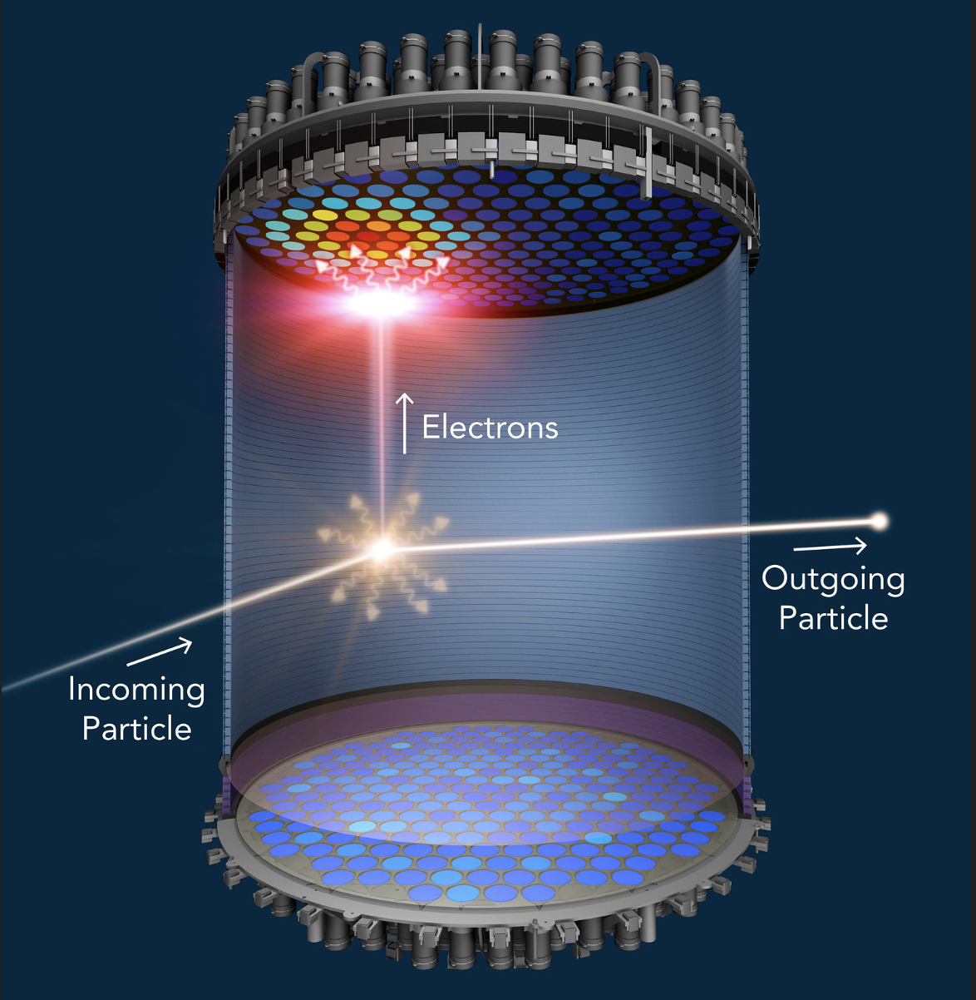 Electrons
Outgoing
Particle
Incoming
Particle